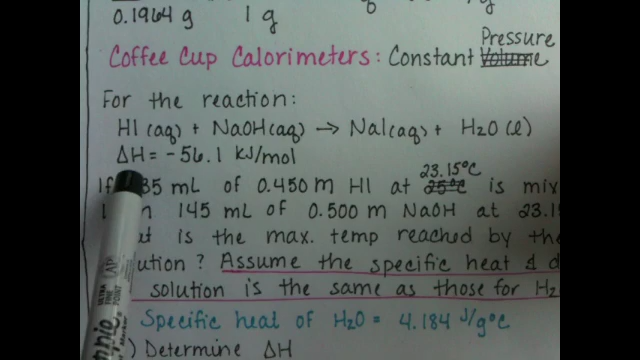 0.1964 g 1 g
Coffee Cup Calorimeters: Constant Pressure Volume
For the reaction:
HI(aq) + NaOH(aq) → NaI(aq) + H2O(l)
ΔH = -56.1 kJ/mol
If 35 mL of 0.450 m HI at 23.15°C 25°C is mix
145 mL of 0.500 m NaOH at 23.15
is the max. temp reached by the
ution? Assume the specific heat & d
solution is the same as those for H2
Specific heat of H2O = 4.184 J/g°C
) Determine ΔH